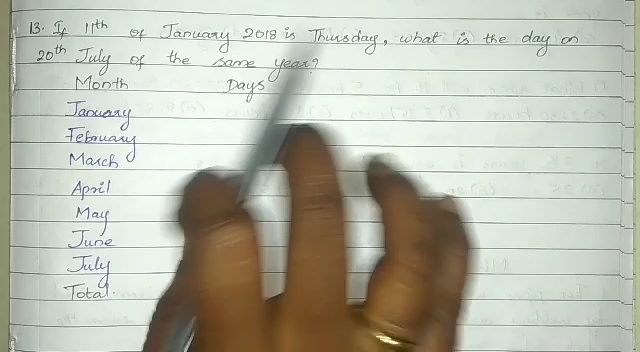 13. If 11th of January 2018 is Thursday, what is the day on
20th July of the same year?
Month Days
January
February
March
April
May
June
July
Total.